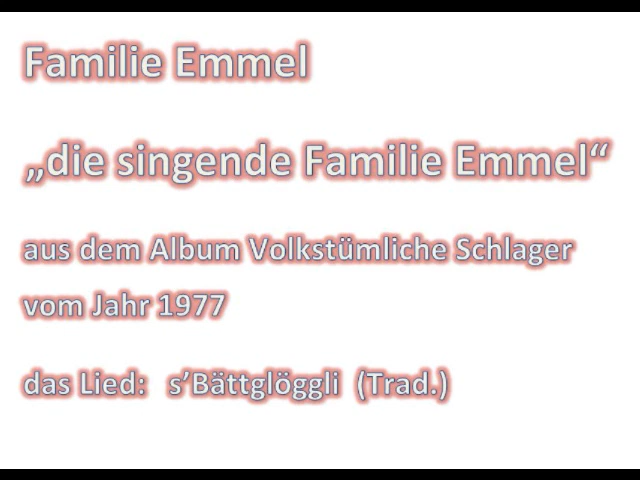 Familie Emmel
„die singende Familie Emmel“
aus dem Album Volkstümliche Schlager
vom Jahr 1977
das Lied: s’Bättglöggli (Trad.)